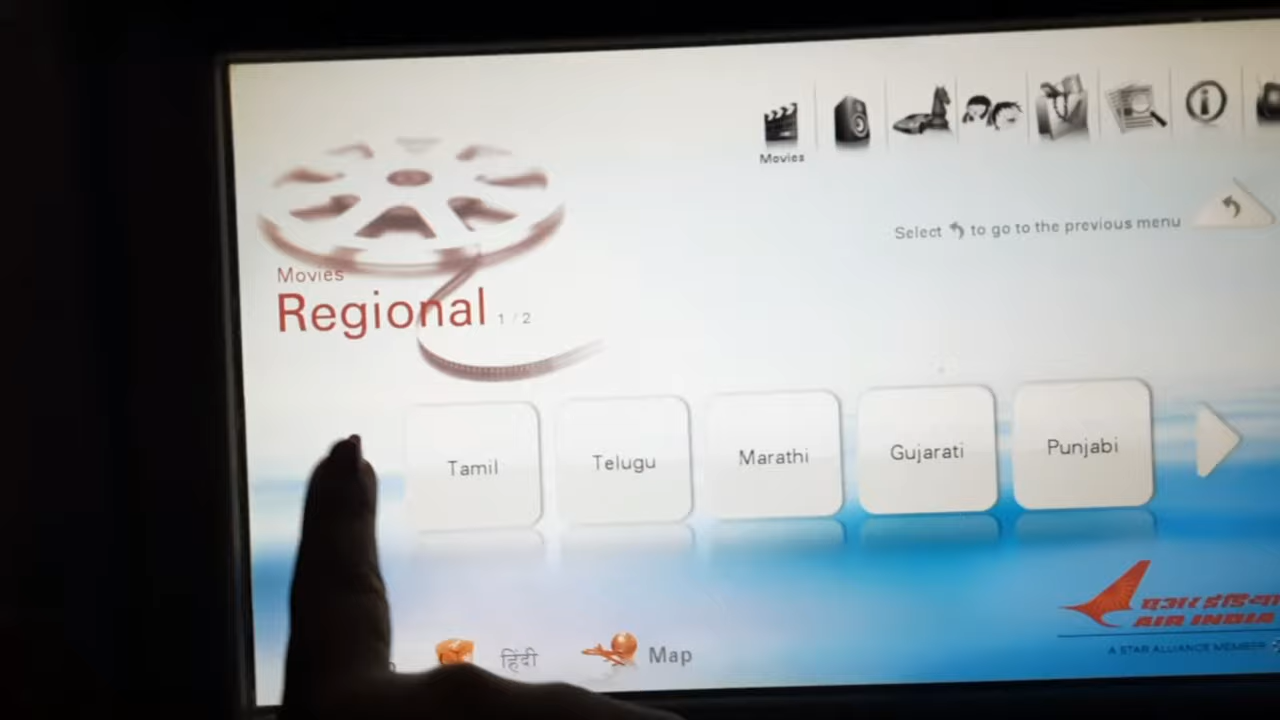 Movies
Select to go to the previous menu
Movies
Regional 1 / 2
Tamil
Telugu
Marathi
Gujarati
Punjabi
हिंदी
Map
एअर इंडिया
AIR INDIA
A STAR ALLIANCE MEMBER